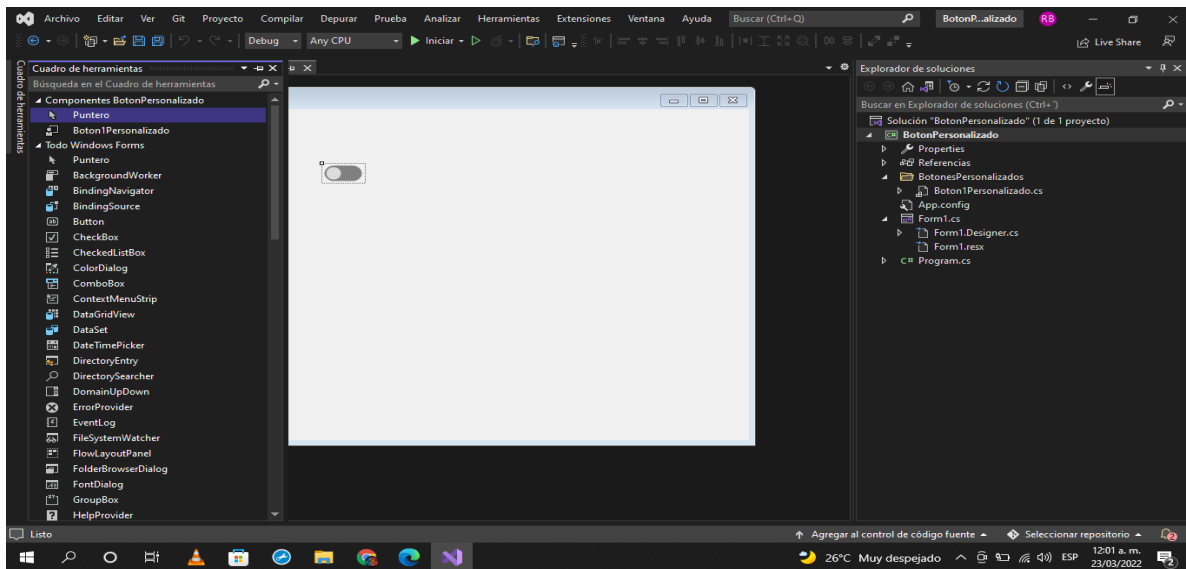 Archivo Editar Ver Git Proyecto Compilar Depurar Prueba Analizar Herramientas Extensiones Ventana Ayuda Buscar (Ctrl+Q) BotonP...alizado RB
Debug Any CPU Iniciar Live Share
Cuadro de herramientas
Cuadro de herramientas
Búsqueda en el Cuadro de herramientas
Componentes BotonPersonalizado
Puntero
Boton1Personalizado
Todo Windows Forms
Puntero
BackgroundWorker
BindingNavigator
BindingSource
Button
CheckBox
CheckedListBox
ColorDialog
ComboBox
ContextMenuStrip
DataGridView
DataSet
DateTimePicker
DirectoryEntry
DirectorySearcher
DomainUpDown
ErrorProvider
EventLog
FileSystemWatcher
FlowLayoutPanel
FolderBrowserDialog
FontDialog
GroupBox
HelpProvider
Explorador de soluciones
Buscar en Explorador de soluciones (Ctrl+´)
Solución "BotonPersonalizado" (1 de 1 proyecto)
C# BotonPersonalizado
Properties
Referencias
BotonesPersonalizados
Boton1Personalizado.cs
App.config
Form1.cs
Form1.Designer.cs
Form1.resx
C# Program.cs
Listo Agregar al control de código fuente Seleccionar repositorio 2
26°C Muy despejado ESP 12:01 a. m.
23/03/2022 2